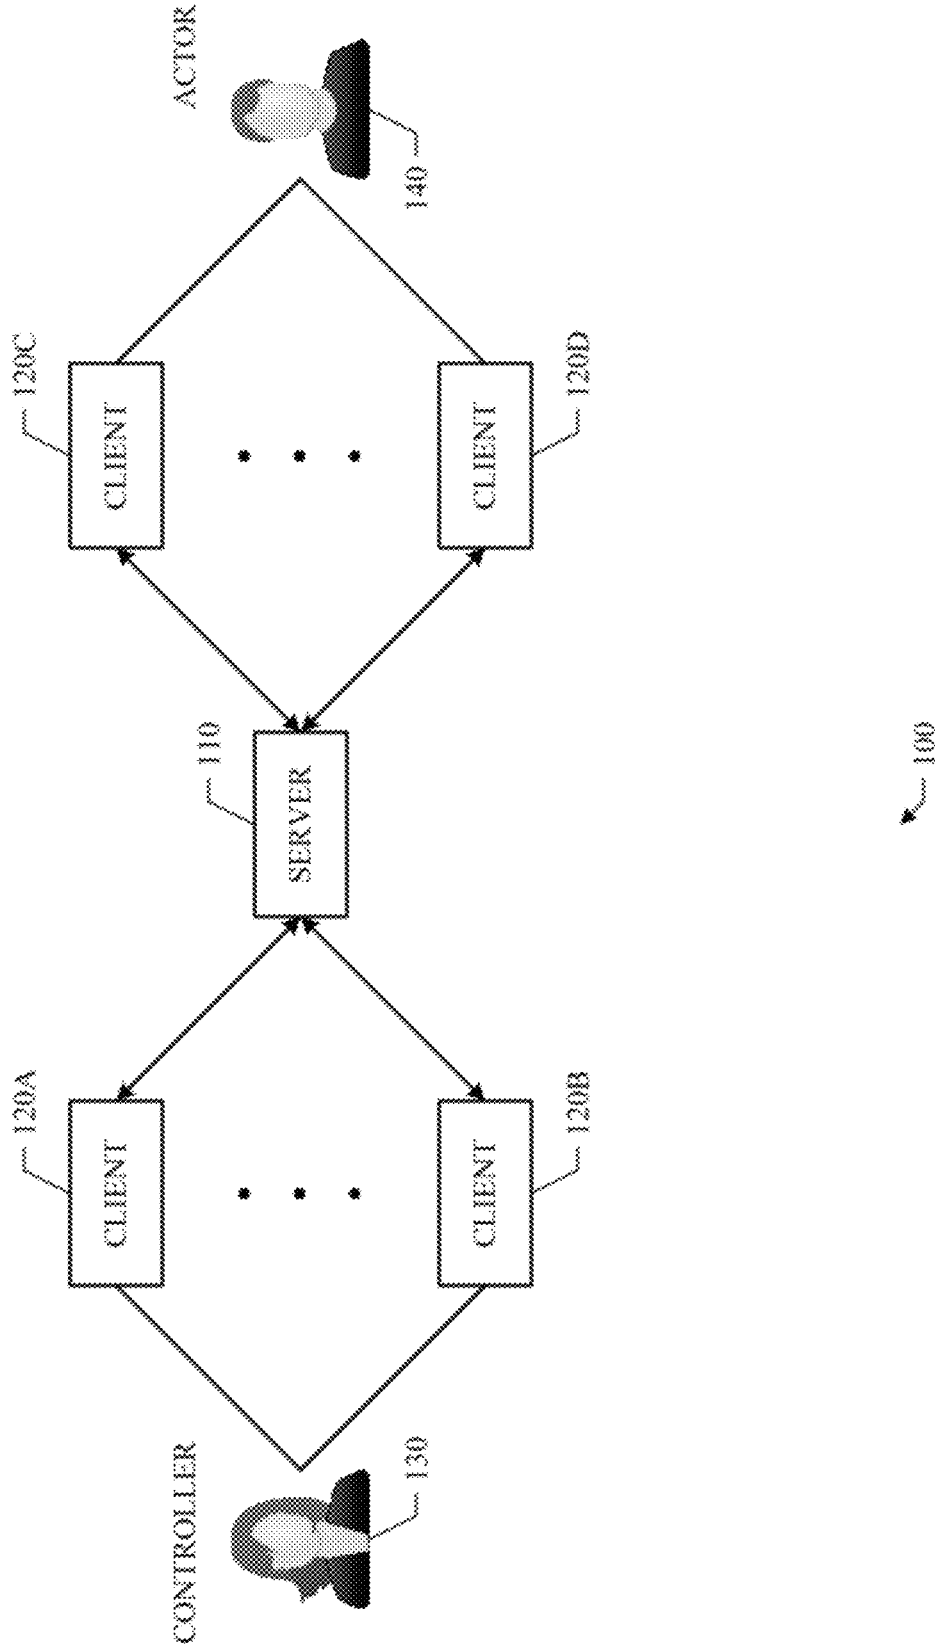 CONTROLLER
130
120A
CLIENT
CLIENT
120B
110
SERVER
120C
CLIENT
CLIENT
120D
ACTOR
140
100